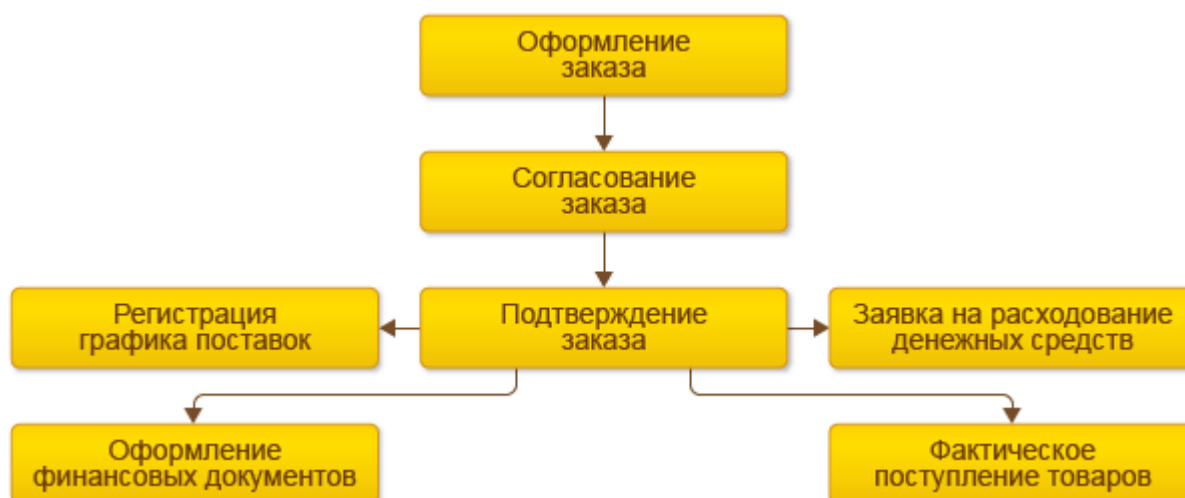 Оформление
заказа
Согласование
заказа
Регистрация
графика поставок
Подтверждение
заказа
Заявка на расходование
денежных средств
Оформление
финансовых документов
Фактическое
поступление товаров